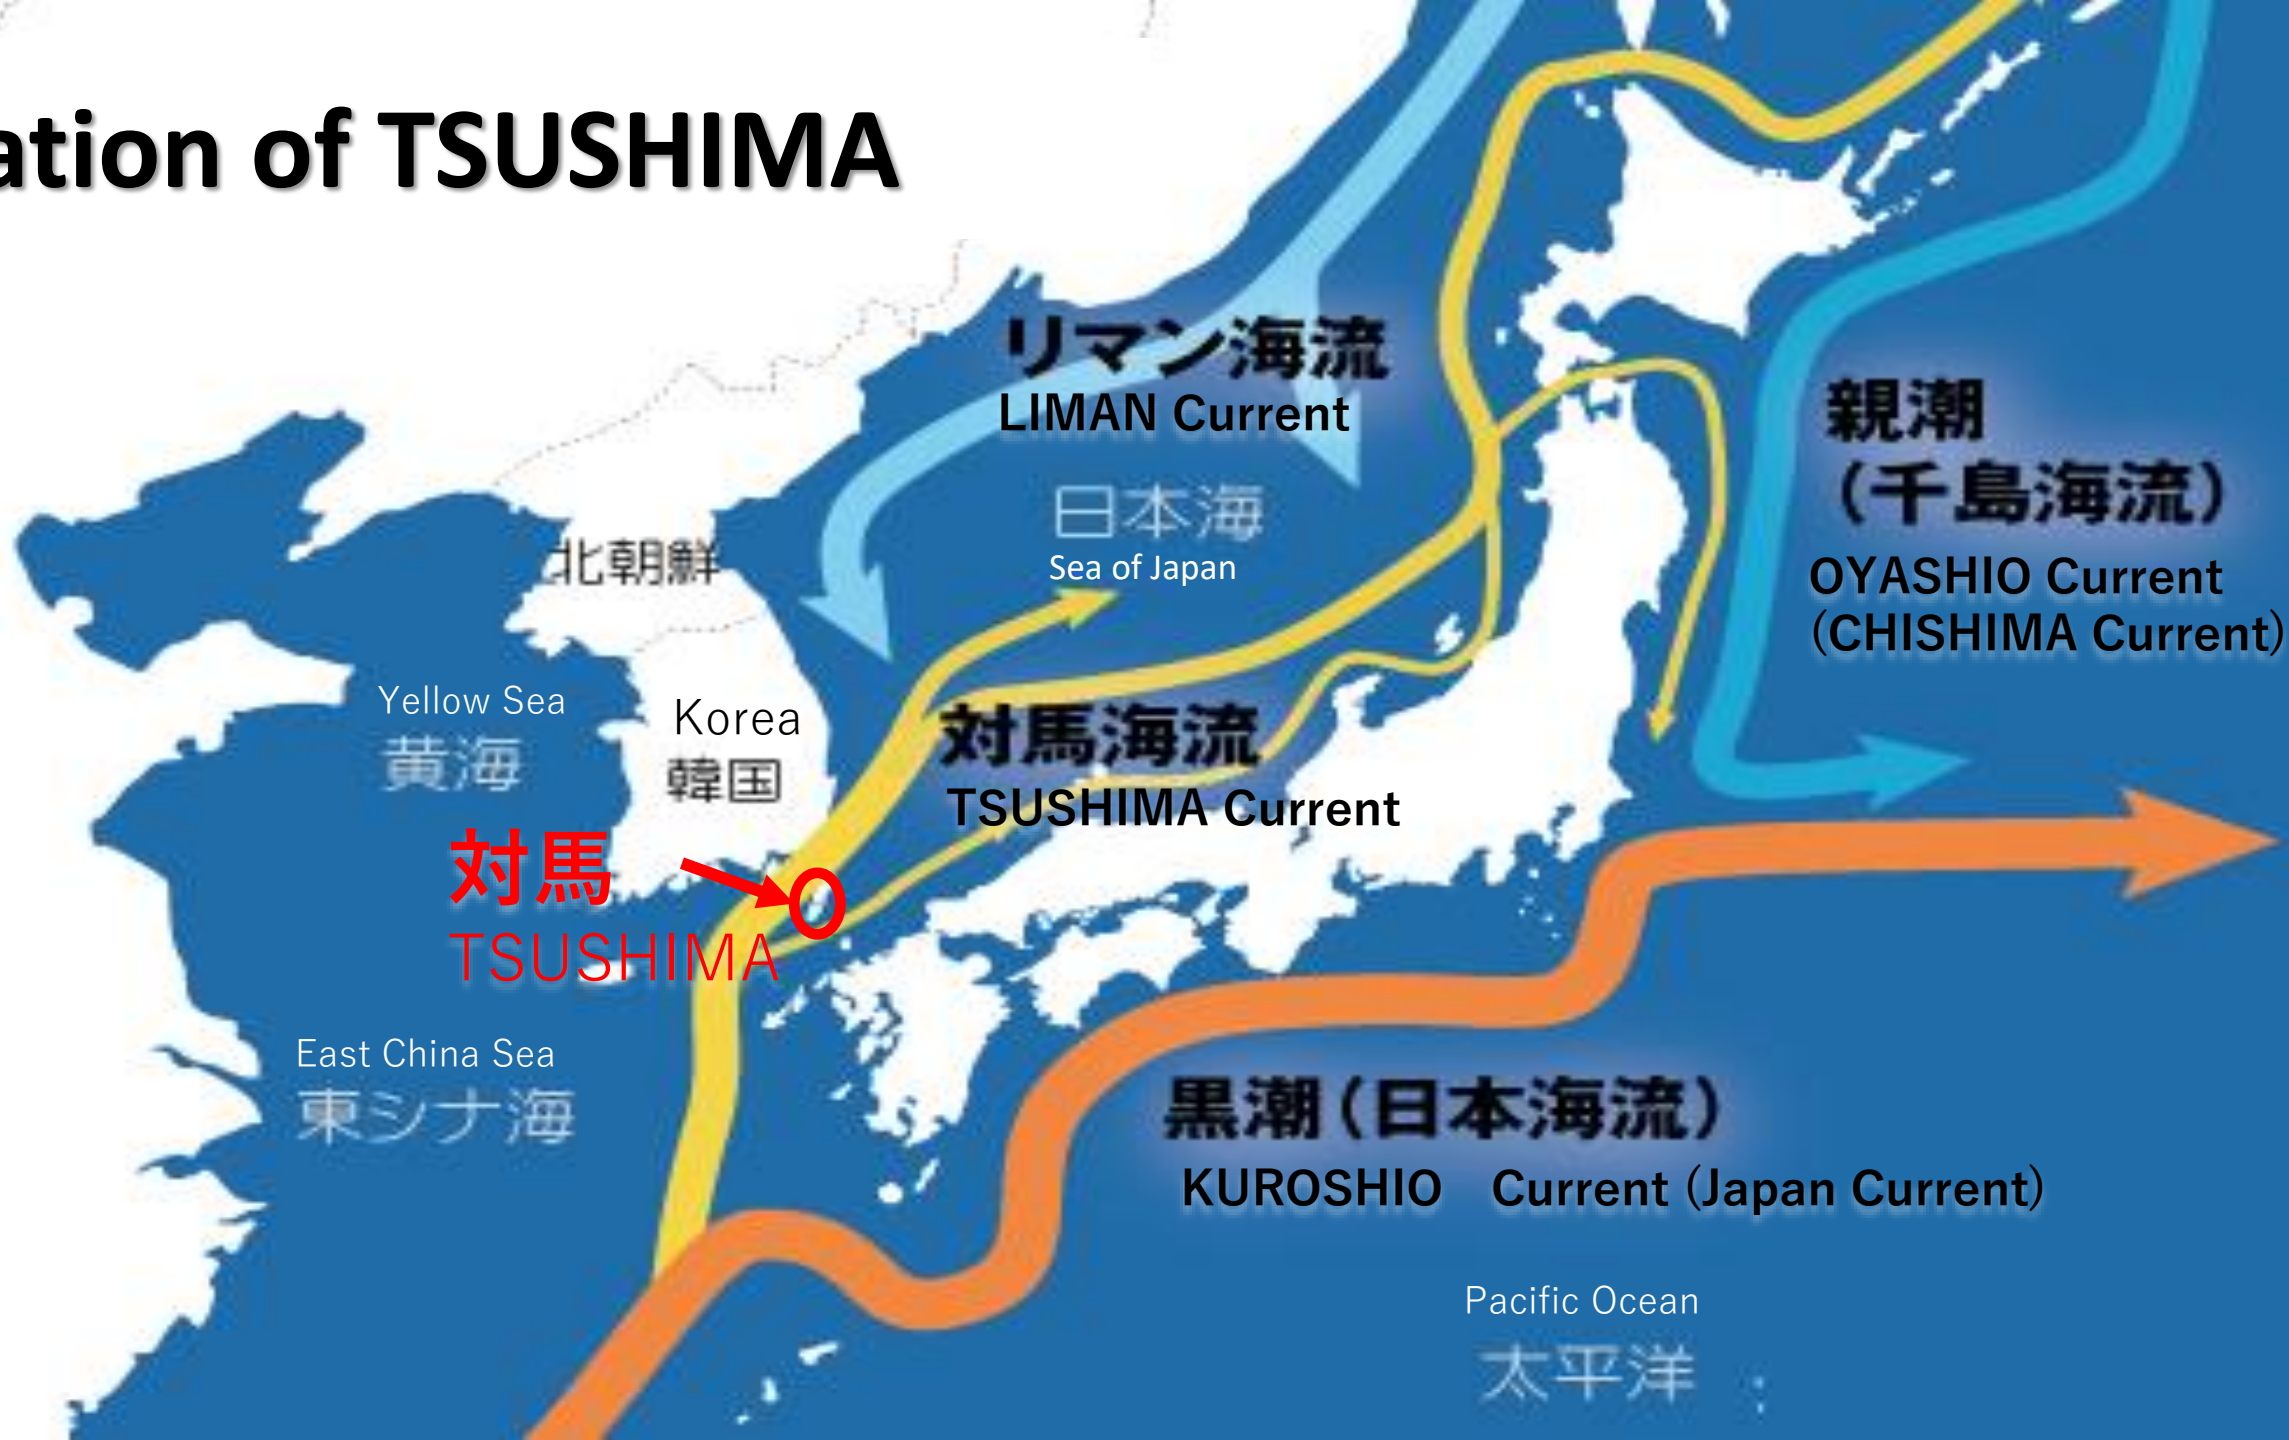 ation of TSUSHIMA
リマン海流
LIMAN Current
日本海
Sea of Japan
親潮
（千島海流）
OYASHIO Current
(CHISHIMA Current)
北朝鮮
Yellow Sea
黄海
Korea
韓国
対馬海流
TSUSHIMA Current
対馬
TSUSHIMA
East China Sea
東シナ海
黒潮（日本海流）
KUROSHIO　Current (Japan Current)
Pacific Ocean
太平洋